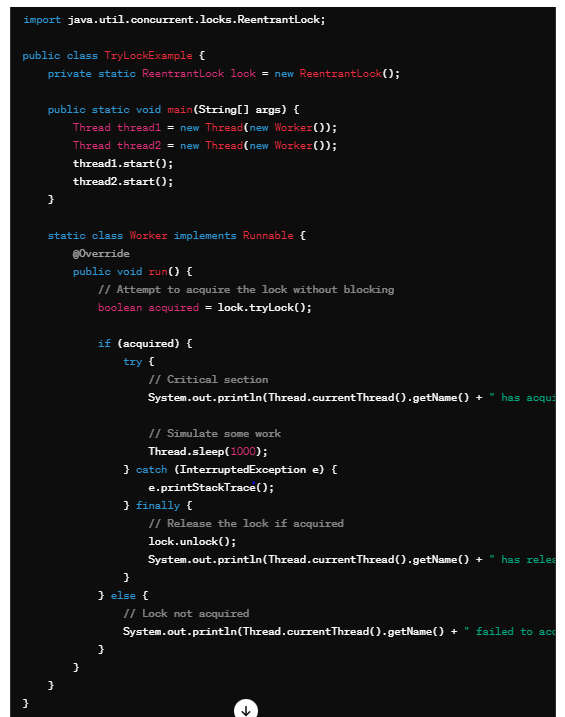 import java.util.concurrent.locks.ReentrantLock;
public class TryLockExample {
    private static ReentrantLock lock = new ReentrantLock();
    public static void main(String[] args) {
        Thread thread1 = new Thread(new Worker());
        Thread thread2 = new Thread(new Worker());
        thread1.start();
        thread2.start();
    }
    static class Worker implements Runnable {
        @Override
        public void run() {
            // Attempt to acquire the lock without blocking
            boolean acquired = lock.tryLock();
            if (acquired) {
                try {
                    // Critical section
                    System.out.println(Thread.currentThread().getName() + " has
                    // Simulate some work
                    Thread.sleep(1000);
                } catch (InterruptedException e) {
                    e.printStackTrace();
                } finally {
                    // Release the lock if acquired
                    lock.unlock();
                    System.out.println(Thread.currentThread().getName() + " has
                }
            } else {
                // Lock not acquired
                System.out.println(Thread.currentThread().getName() + " failed to
            }
        }
    }
}